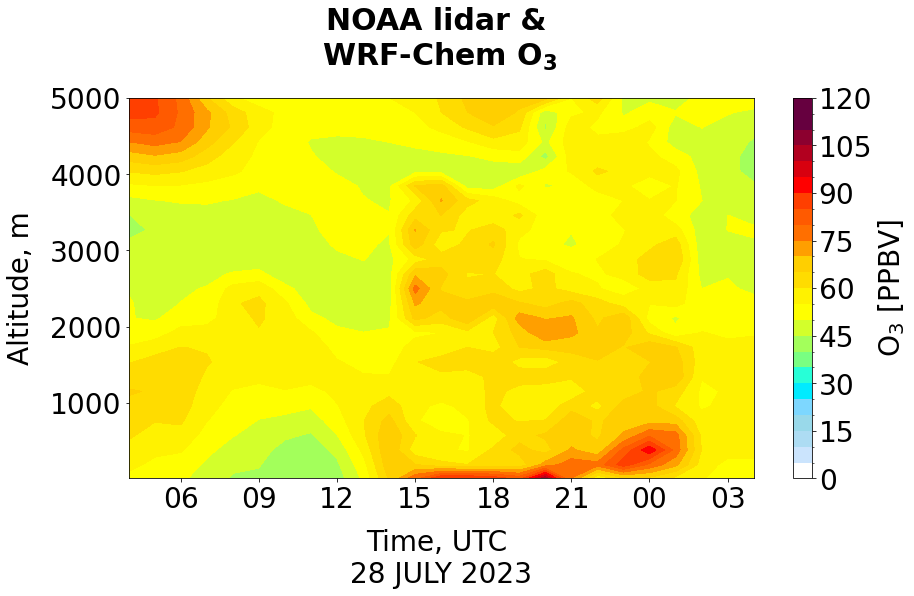 NOAA lidar &
WRF-Chem O₃
5000
4000
3000
2000
1000
Altitude, m
06 09 12 15 18 21 00 03
Time, UTC
28 JULY 2023
120
105
90
75
60
45
30
15
0
O₃ [PPBV]